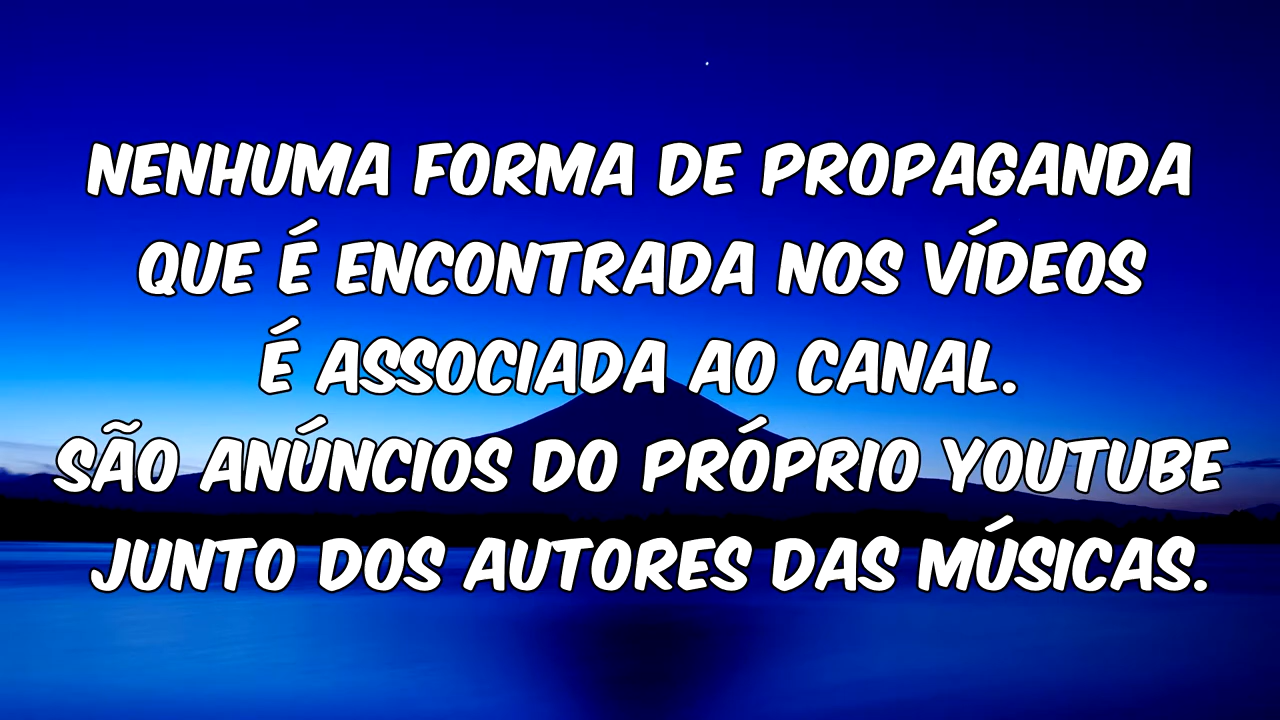 NENHUMA FORMA DE PROPAGANDA
QUE É ENCONTRADA NOS VÍDEOS
É ASSOCIADA AO CANAL.
SÃO ANÚNCIOS DO PRÓPRIO YOUTUBE
JUNTO DOS AUTORES DAS MÚSICAS.